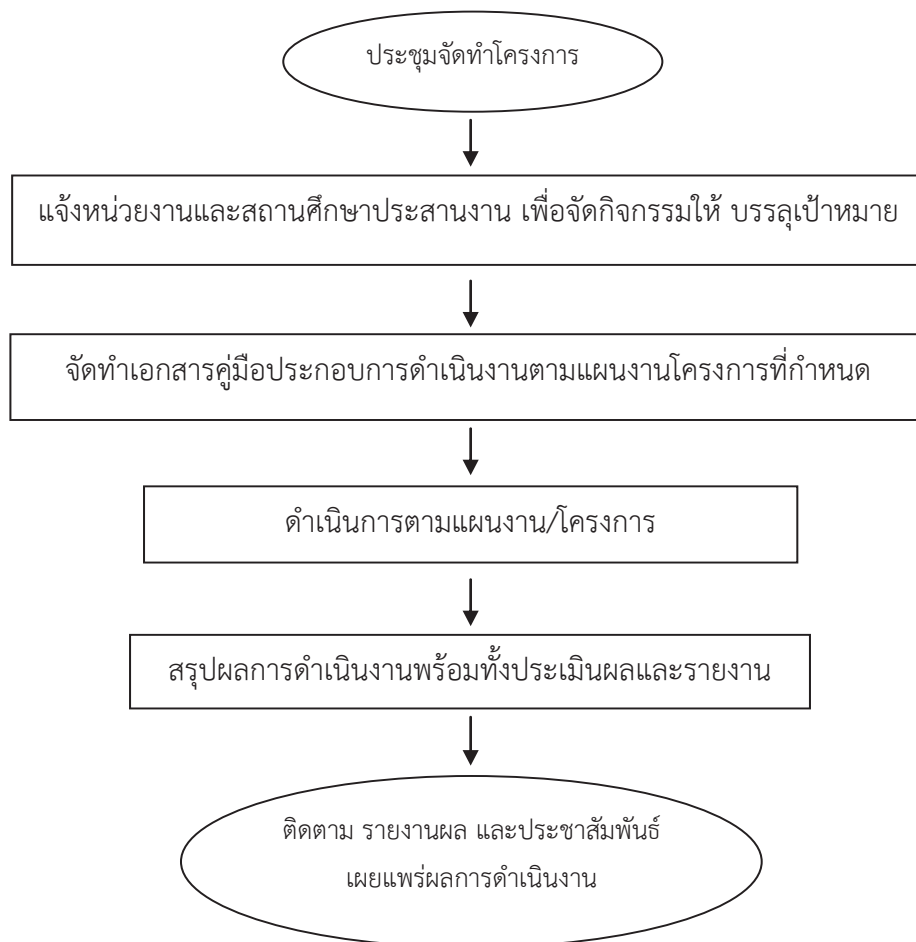 ประชุมจัดทำโครงการ
แจ้งหน่วยงานและสถานศึกษาประสานงาน เพื่อจัดกิจกรรมให้ บรรลุเป้าหมาย
จัดทำเอกสารคู่มือประกอบการดำเนินงานตามแผนงานโครงการที่กำหนด
ดำเนินการตามแผนงาน/โครงการ
สรุปผลการดำเนินงานพร้อมทั้งประเมินผลและรายงาน
ติดตาม รายงานผล และประชาสัมพันธ์
เผยแพร่ผลการดำเนินงาน